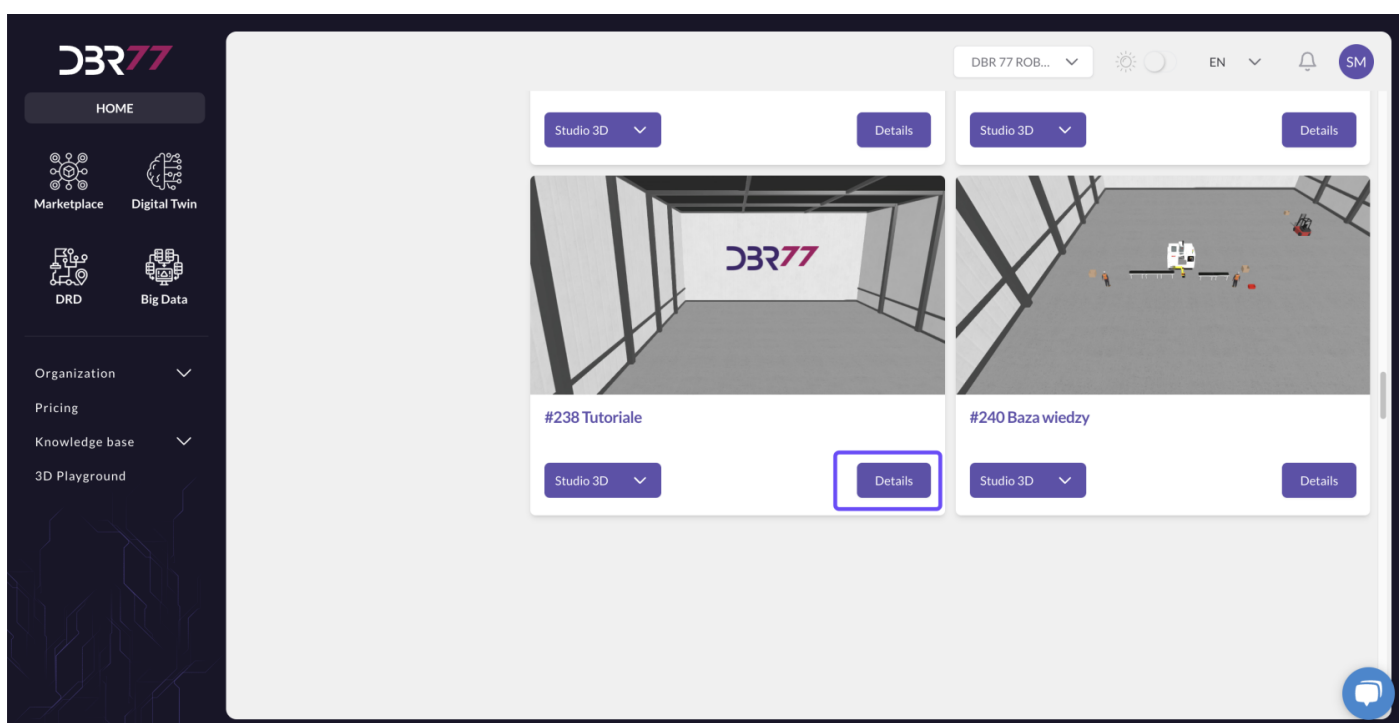 DBR77
DBR 77 ROB...
EN
SM
HOME
Marketplace
Digital Twin
DRD
Big Data
Organization
Pricing
Knowledge base
3D Playground
Studio 3D
Details
Studio 3D
Details
DBR77
#238 Tutoriale
#240 Baza wiedzy
Studio 3D
Details
Studio 3D
Details